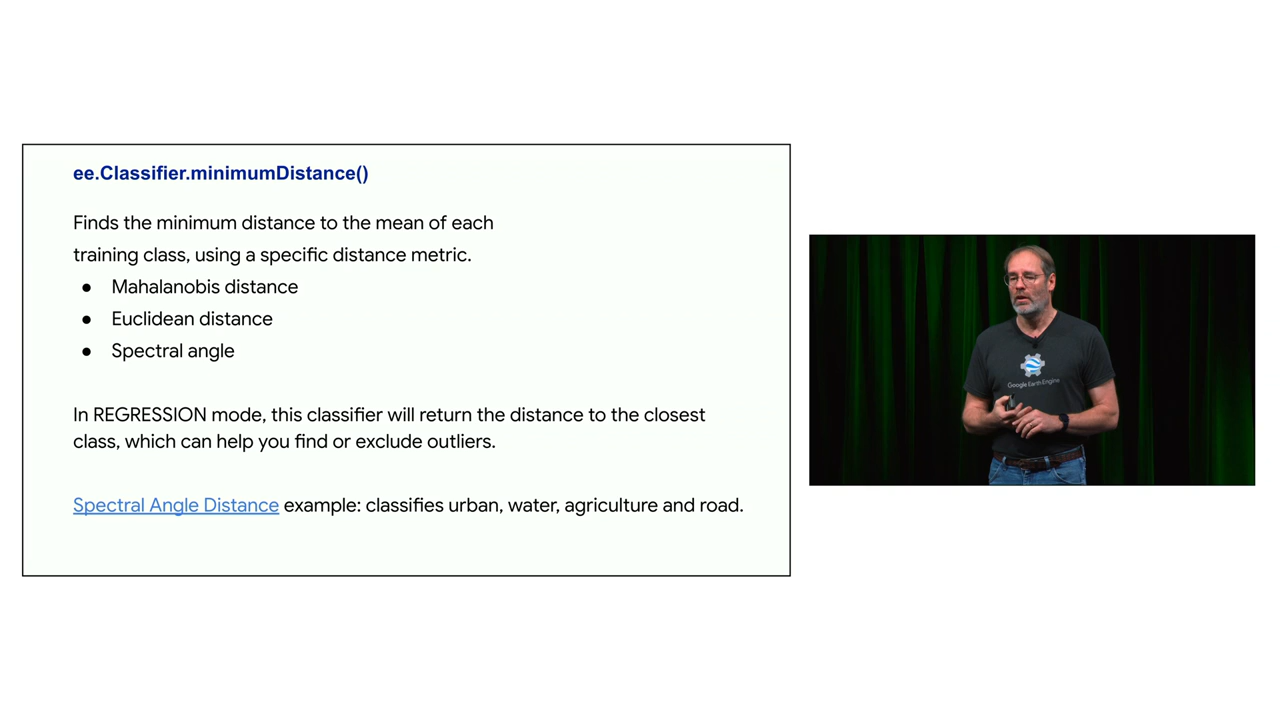 ee.Classifier.minimumDistance()
Finds the minimum distance to the mean of each
training class, using a specific distance metric.
● Mahalanobis distance
● Euclidean distance
● Spectral angle
In REGRESSION mode, this classifier will return the distance to the closest
class, which can help you find or exclude outliers.
Spectral Angle Distance example: classifies urban, water, agriculture and road.
Google Earth Engine